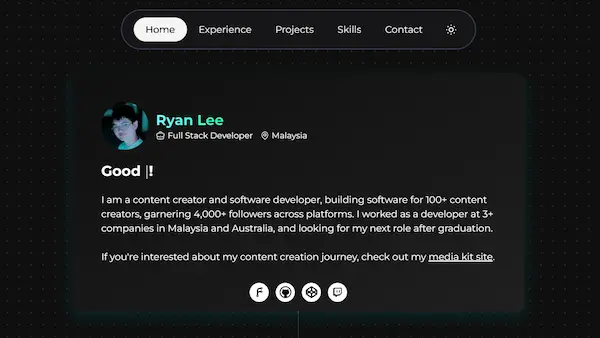 Home Experience Projects Skills Contact
Ryan Lee
Full Stack Developer Malaysia
Good |!
I am a content creator and software developer, building software for 100+ content
creators, garnering 4,000+ followers across platforms. I worked as a developer at 3+
companies in Malaysia and Australia, and looking for my next role after graduation.
If you're interested about my content creation journey, check out my media kit site.